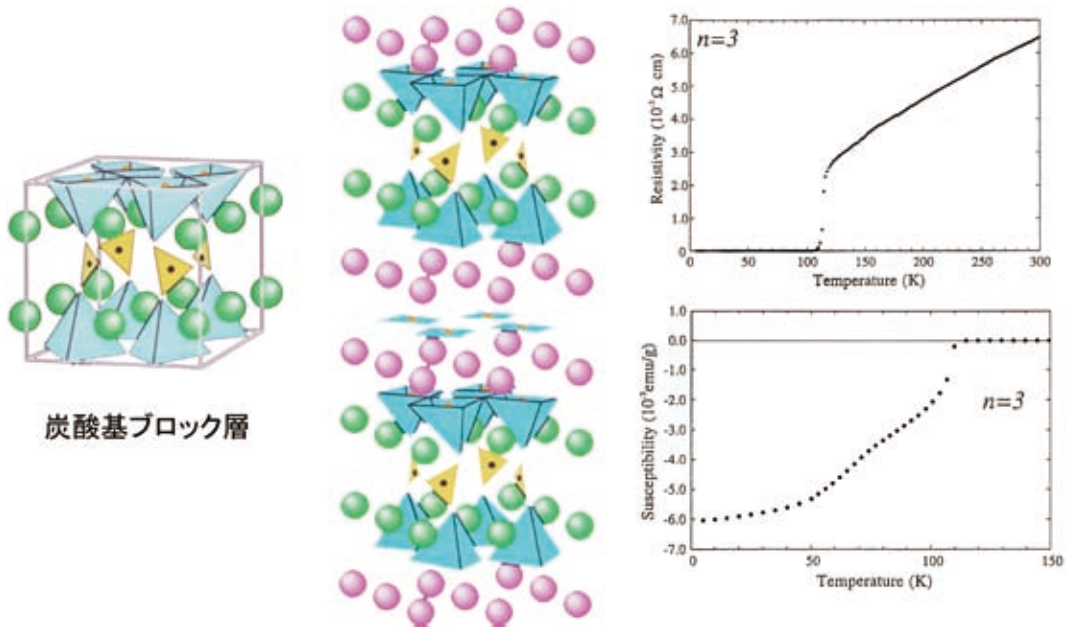 炭酸基ブロック層
n=3
7.0
6.0
5.0
4.0
3.0
2.0
1.0
0
0 50 100 150 200 250 300
Resistivity (10⁻³ Ω cm)
Temperature (K)
1.0
0.0
-1.0
-2.0
-3.0
-4.0
-5.0
-6.0
-7.0
0 50 100 150
n=3
Susceptibility (10⁻³emu/g)
Temperature (K)